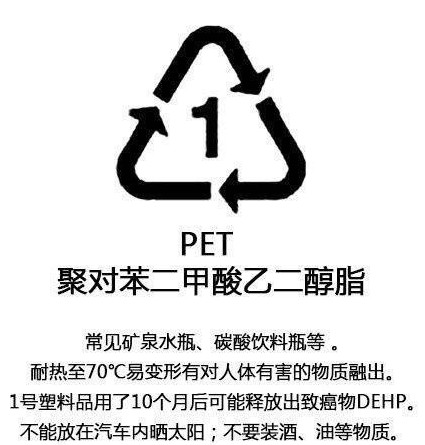 1
PET
聚对苯二甲酸乙二醇脂
常见矿泉水瓶、碳酸饮料瓶等 。
耐热至70℃易变形有对人体有害的物质融出。
1号塑料品用了10个月后可能释放出致癌物DEHP。
不能放在汽车内晒太阳；不要装酒、油等物质。